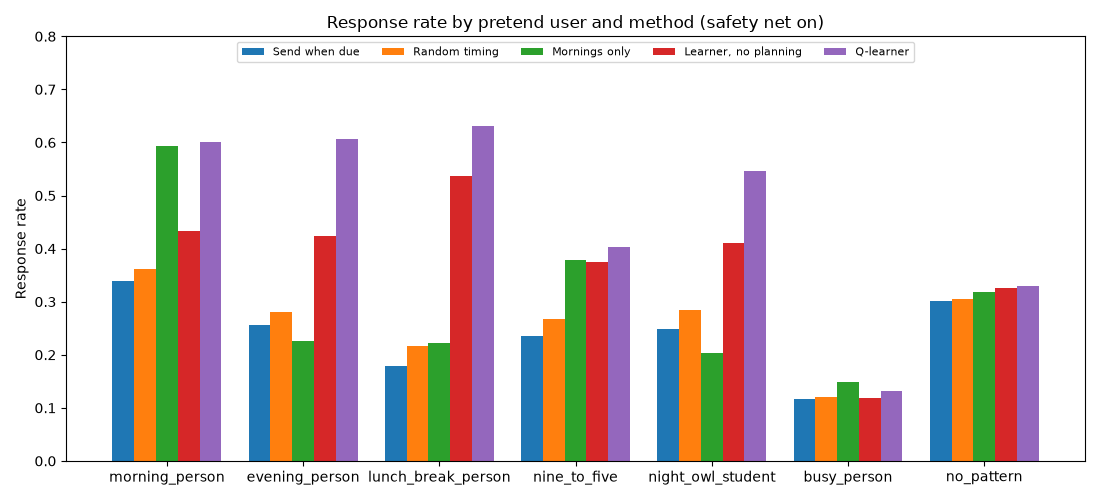 Response rate by pretend user and method (safety net on)
Send when due Random timing Mornings only Learner, no planning Q-learner
Response rate
0.8
0.7
0.6
0.5
0.4
0.3
0.2
0.1
0.0
morning_person evening_person lunch_break_person nine_to_five night_owl_student busy_person no_pattern